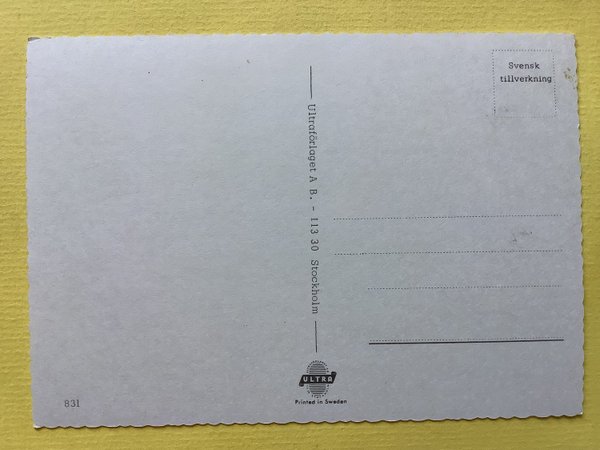 Svensk
tillverkning
Ultraförlaget A B. - 113 30 Stockholm
ULTRA
Printed in Sweden
831